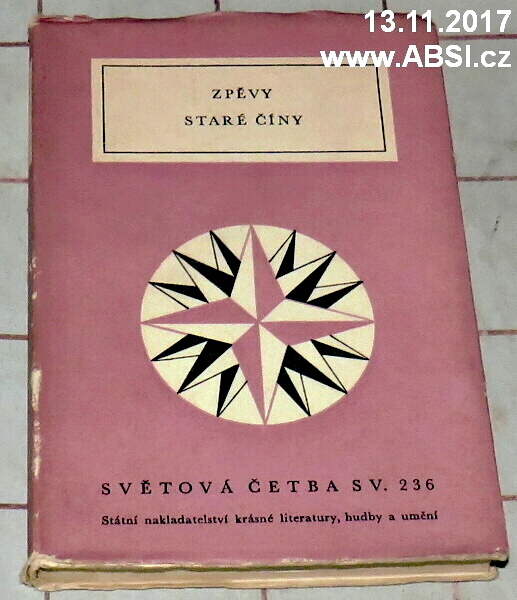 13.11.2017
www.ABSI.cz
ZPĚVY
STARÉ ČÍNY
SVĚTOVÁ ČETBA SV. 236
Státní nakladatelství krásné literatury, hudby a umění